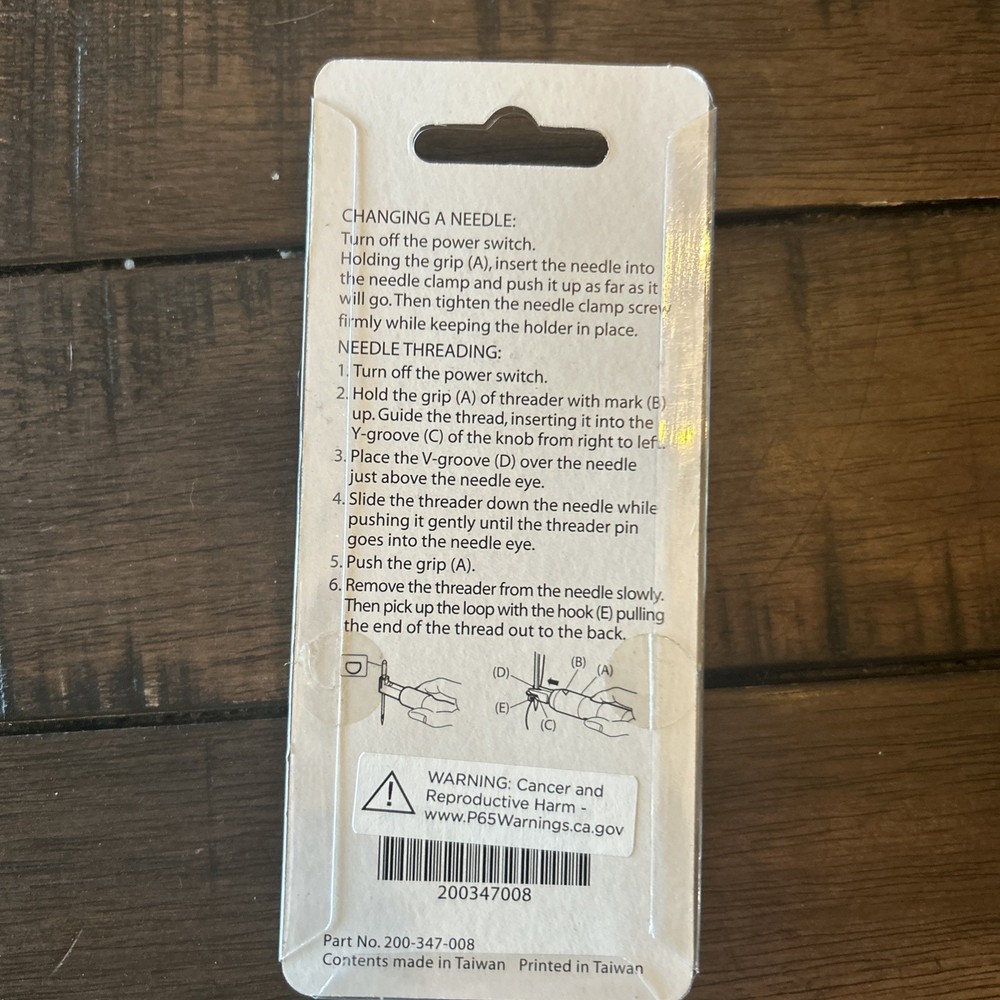 CHANGING A NEEDLE:
Turn off the power switch.
Holding the grip (A), insert the needle into
the needle clamp and push it up as far as it
will go. Then tighten the needle clamp screw
firmly while keeping the holder in place.
NEEDLE THREADING:
1. Turn off the power switch.
2. Hold the grip (A) of threader with mark (B)
up. Guide the thread, inserting it into the
Y-groove (C) of the knob from right to left.
3. Place the V-groove (D) over the needle
just above the needle eye.
4. Slide the threader down the needle while
pushing it gently until the threader pin
goes into the needle eye.
5. Push the grip (A).
6. Remove the threader from the needle slowly.
Then pick up the loop with the hook (E) pulling
the end of the thread out to the back.
(D) (B) (A)
(E) (C)
WARNING: Cancer and
Reproductive Harm -
www.P65Warnings.ca.gov
200347008
Part No. 200-347-008
Contents made in Taiwan Printed in Taiwan